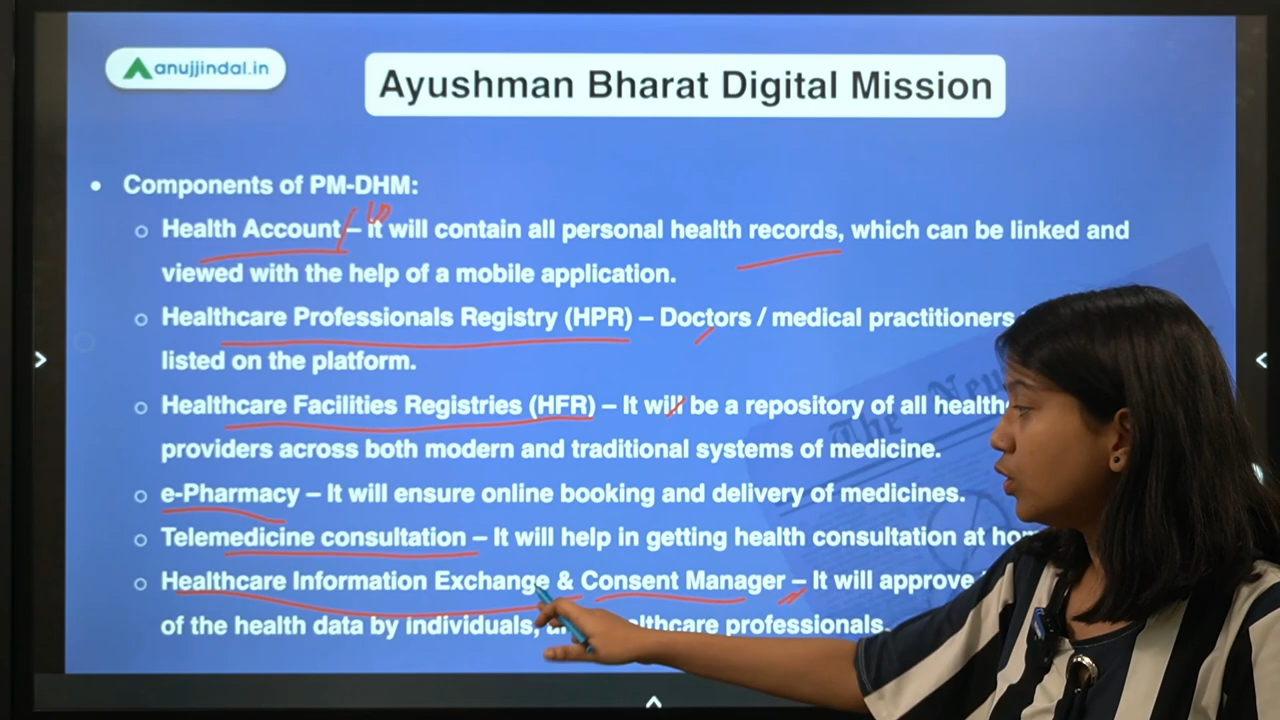 anujjindal.in
Ayushman Bharat Digital Mission
• Components of PM-DHM:
○ Health Account – It will contain all personal health records, which can be linked and
viewed with the help of a mobile application.
○ Healthcare Professionals Registry (HPR) – Doctors / medical practitioners
listed on the platform.
○ Healthcare Facilities Registries (HFR) – It will be a repository of all
providers across both modern and traditional systems of medicine.
○ e-Pharmacy – It will ensure online booking and delivery of medicines.
○ Telemedicine consultation – It will help in getting health consultation at
○ Healthcare Information Exchange & Consent Manager – It will approve
of the health data by individuals, professionals.
The